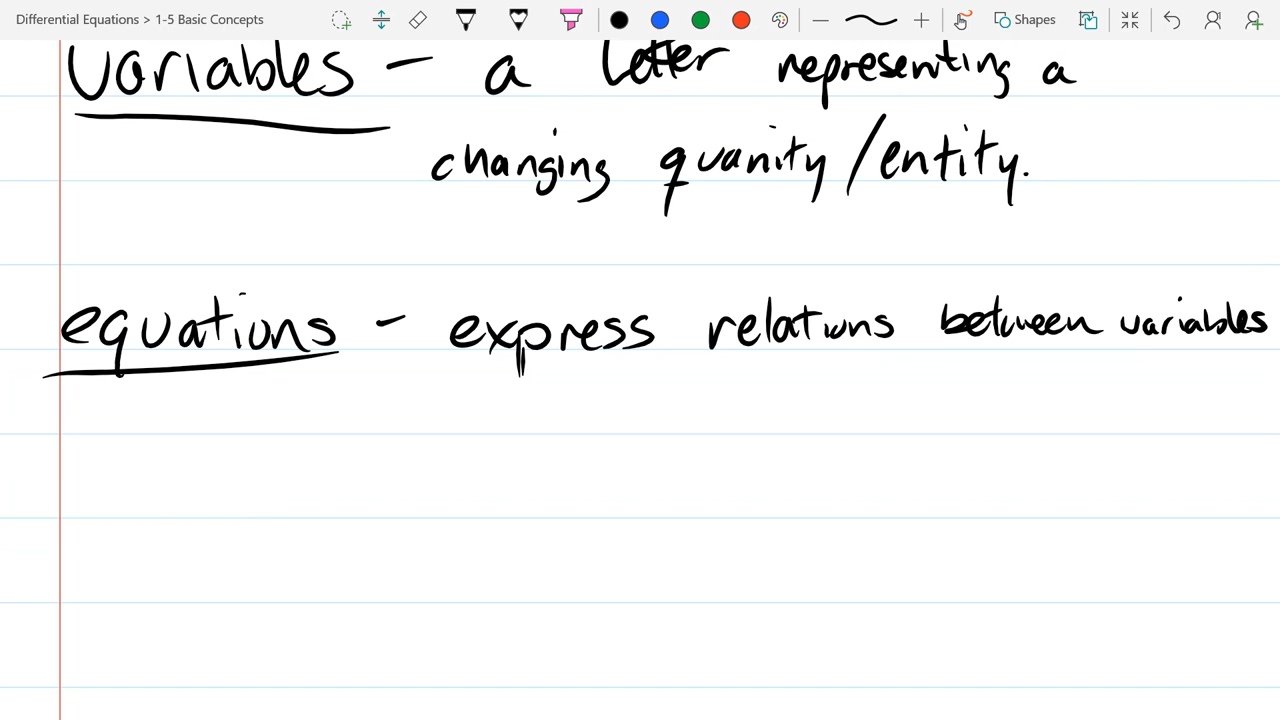 Differential Equations > 1-5 Basic Concepts
Shapes
variables - a letter representing a
changing quanity/entity.
equations - express relations between variables